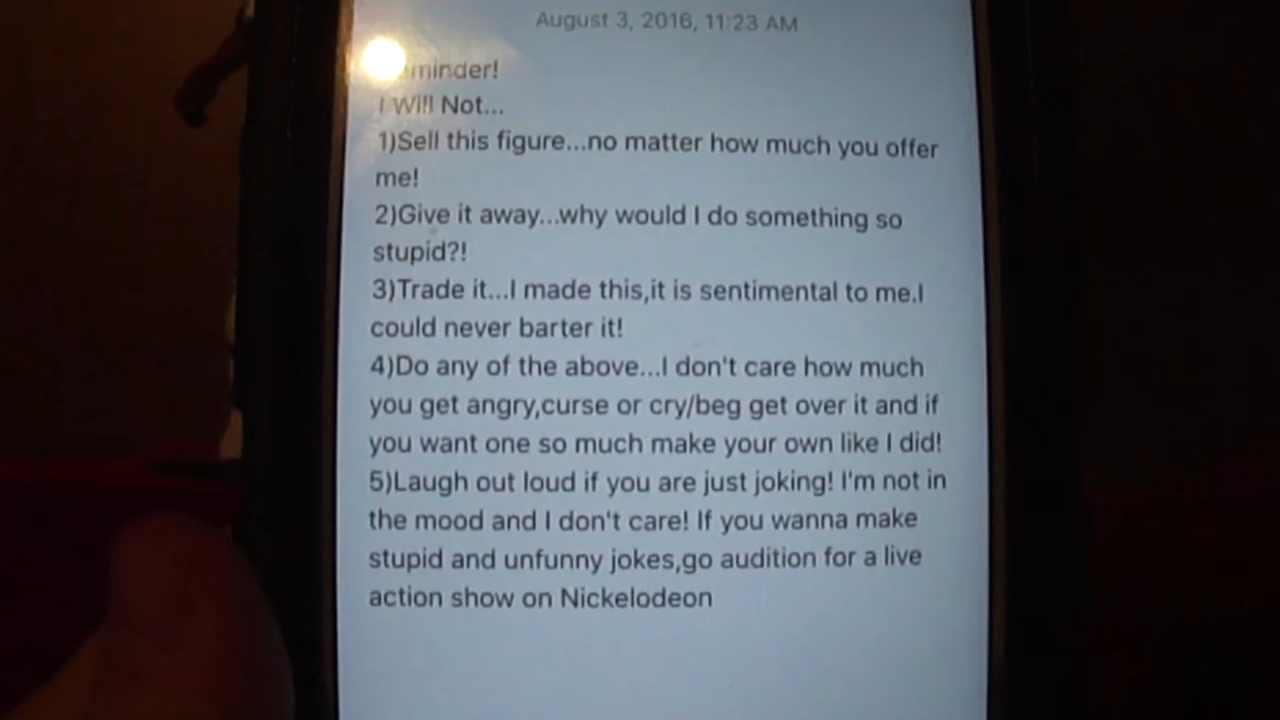 August 3, 2016, 11:23 AM
minder!
I Will Not...
1)Sell this figure...no matter how much you offer
me!
2)Give it away...why would I do something so
stupid?!
3)Trade it...I made this,it is sentimental to me.I
could never barter it!
4)Do any of the above...I don't care how much
you get angry,curse or cry/beg get over it and if
you want one so much make your own like I did!
5)Laugh out loud if you are just joking! I'm not in
the mood and I don't care! If you wanna make
stupid and unfunny jokes,go audition for a live
action show on Nickelodeon